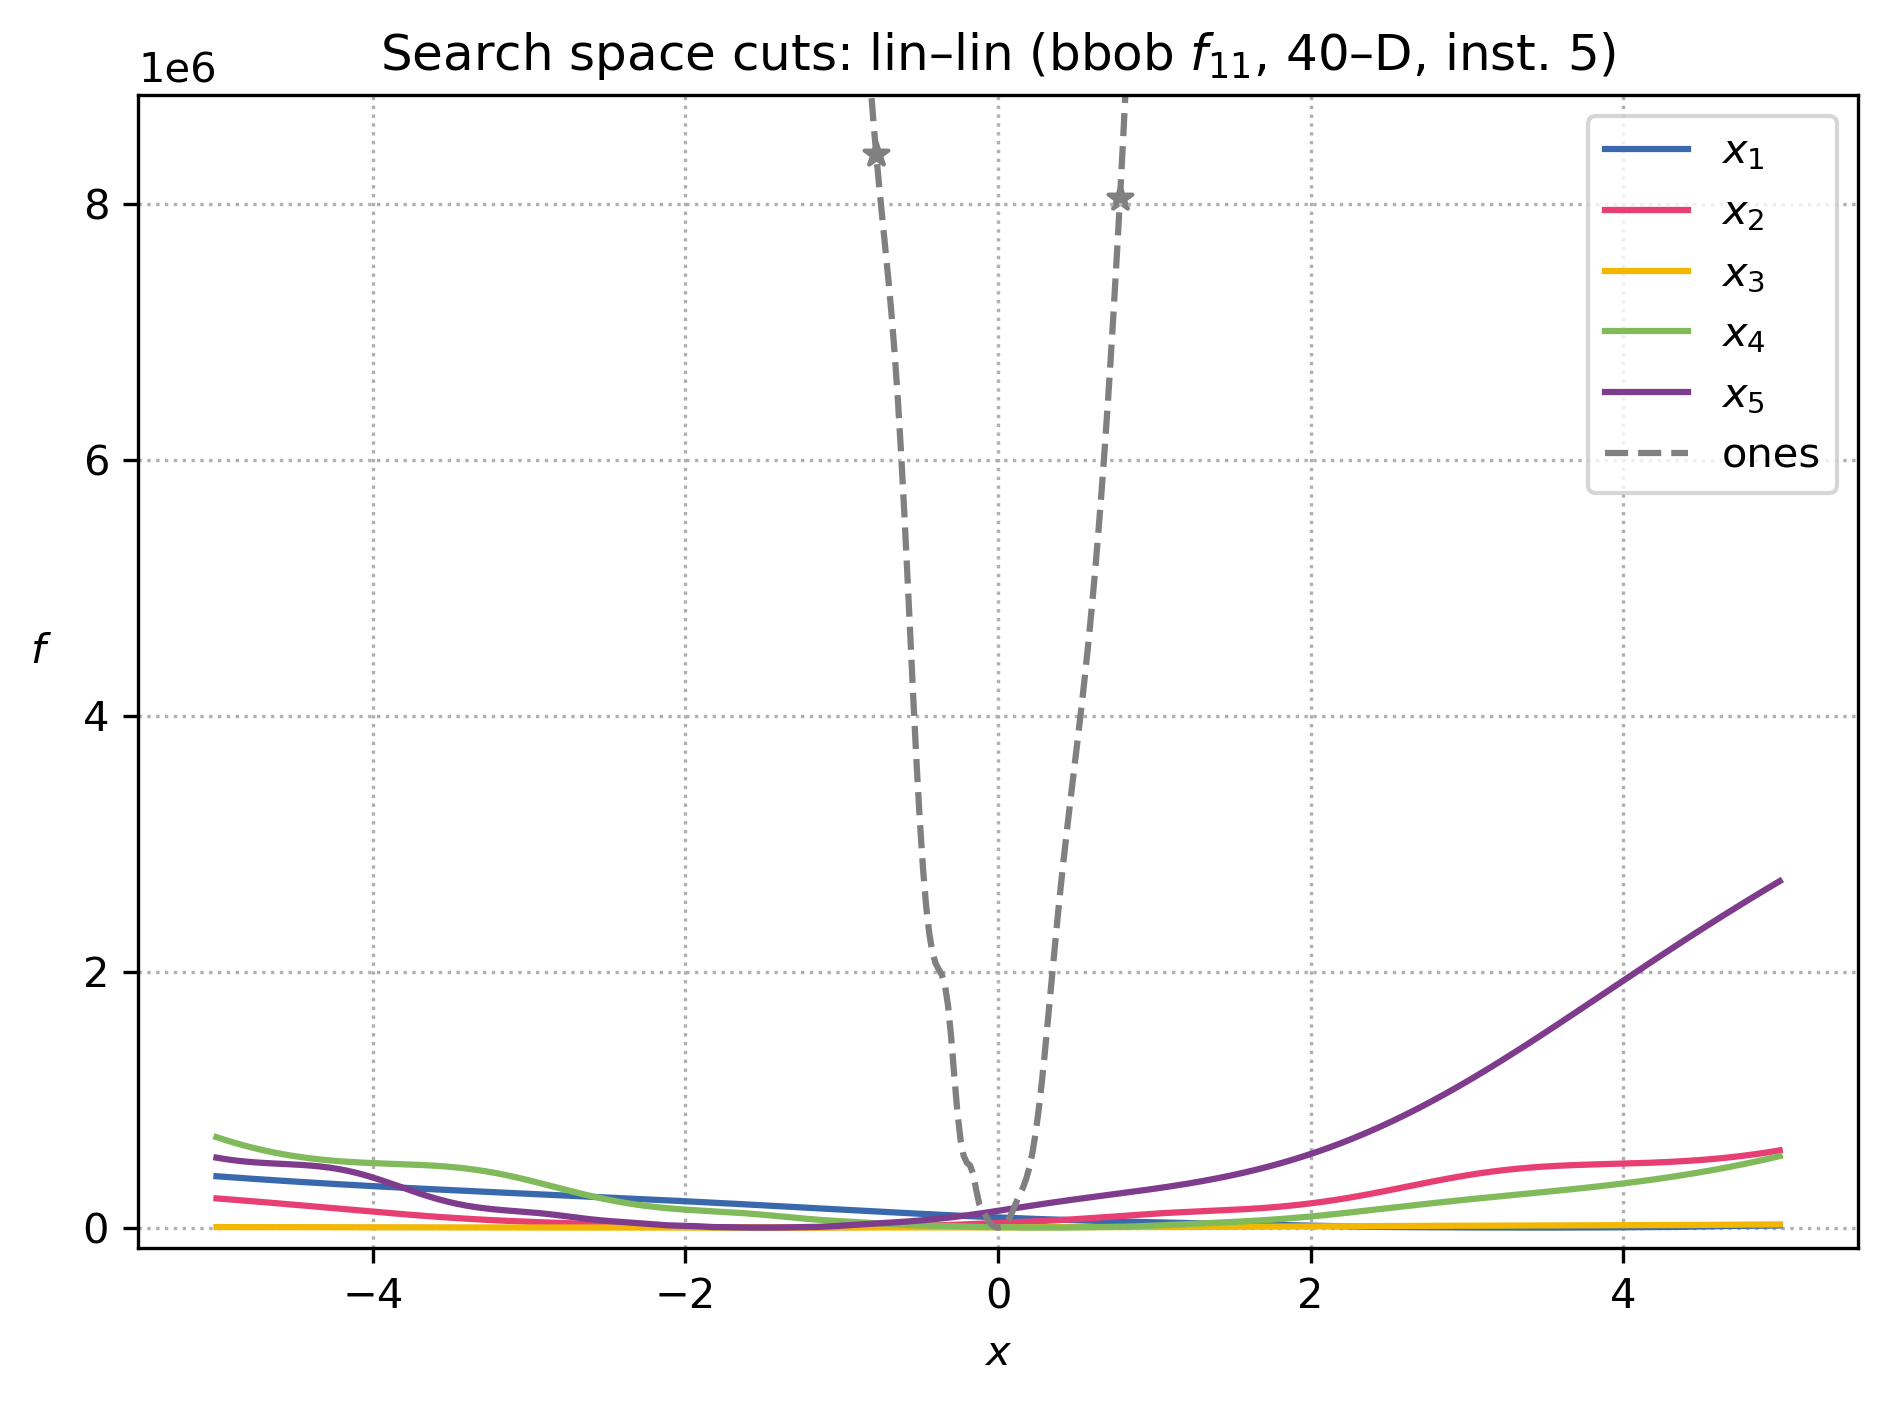 Search space cuts: lin–lin (bbob f11, 40–D, inst. 5)
1e6
8
6
4
2
0
f
−4
−2
0
2
4
x
x1
x2
x3
x4
x5
ones